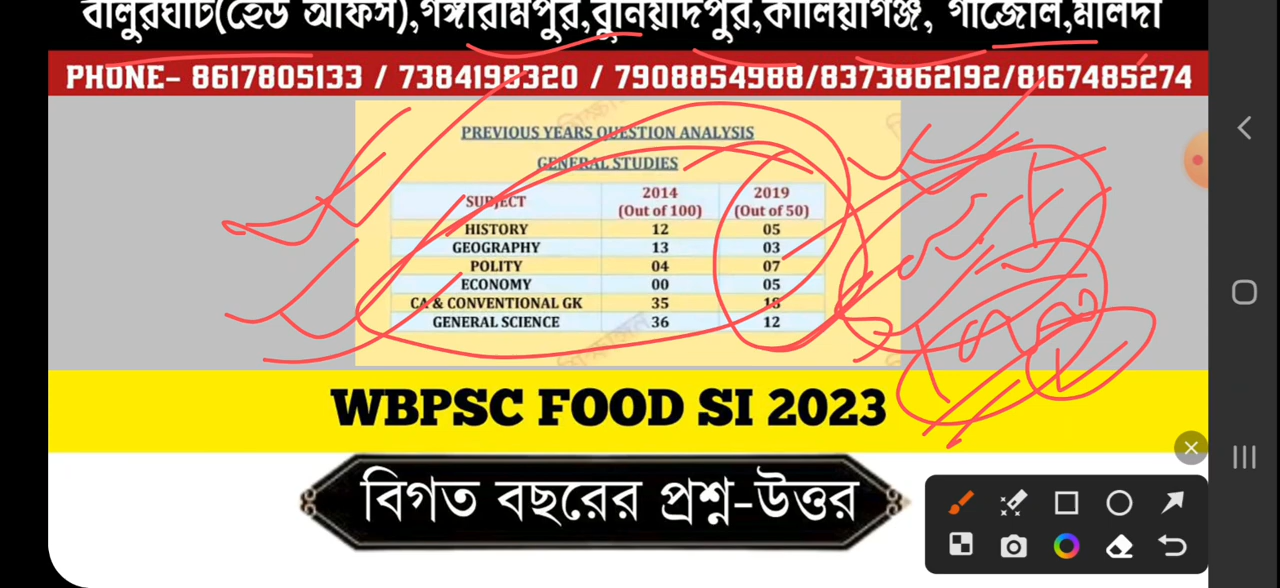 বালুরঘাট(হেড অফিস),গঙ্গারামপুর,বুনিয়াদপুর,কালিয়াগঞ্জ, গাজোল,মালদা
PHONE– 8617805133 / 7384198320 / 7908854988/8373862192/8167485274
PREVIOUS YEARS QUESTION ANALYSIS
GENERAL STUDIES
SUBJECT 2014 (Out of 100) 2019 (Out of 50)
HISTORY 12 05
GEOGRAPHY 13 03
POLITY 04 07
ECONOMY 00 05
CA & CONVENTIONAL GK 35 18
GENERAL SCIENCE 36 12
WBPSC FOOD SI 2023
বিগত বছরের প্রশ্ন-উত্তর